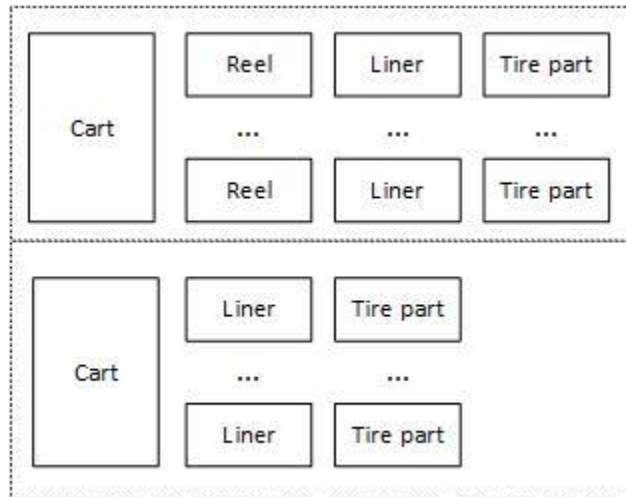 Reel Liner Tire part
Cart
... ... ...
Reel Liner Tire part
Liner Tire part
Cart
... ...
Liner Tire part